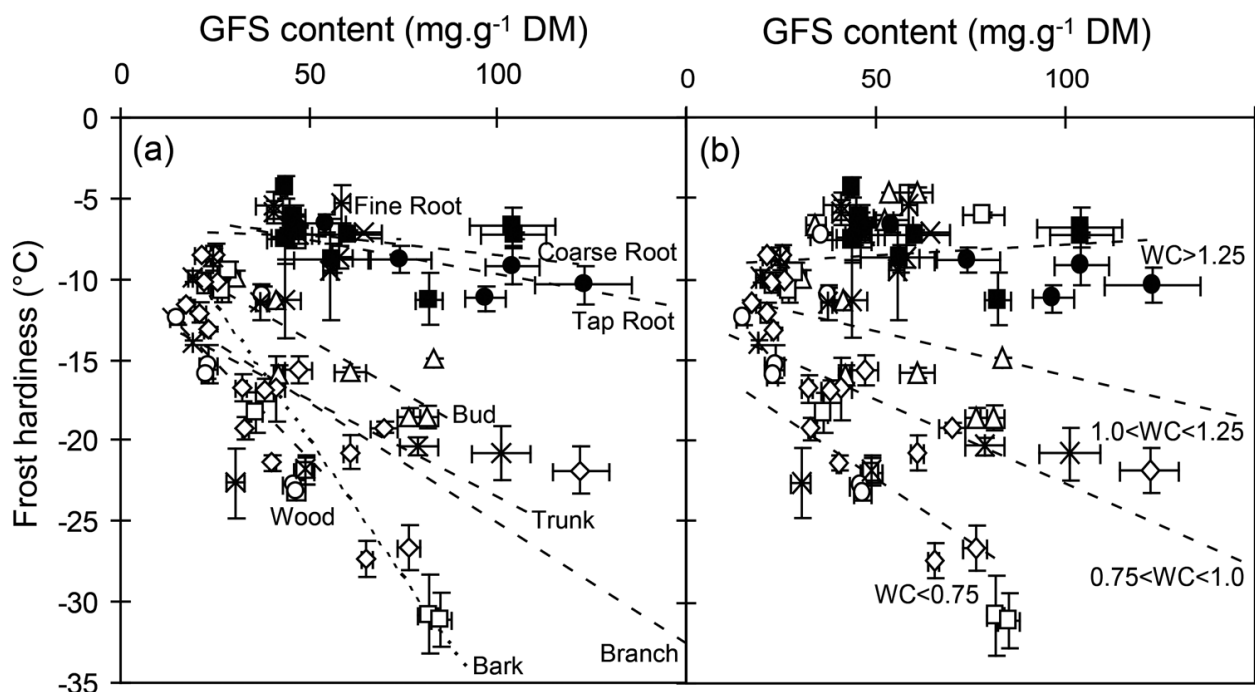 GFS content (mg.g⁻¹ DM) GFS content (mg.g⁻¹ DM)
0 50 100 0 50 100
0
(a) (b)
-5
Fine Root
Coarse Root
WC>1.25
-10
Tap Root
-15
Bud
-20
1.0<WC<1.25
Wood
Trunk
-25
0.75<WC<1.0
WC<0.75
-30
Branch
Bark
-35
Frost hardiness (°C)